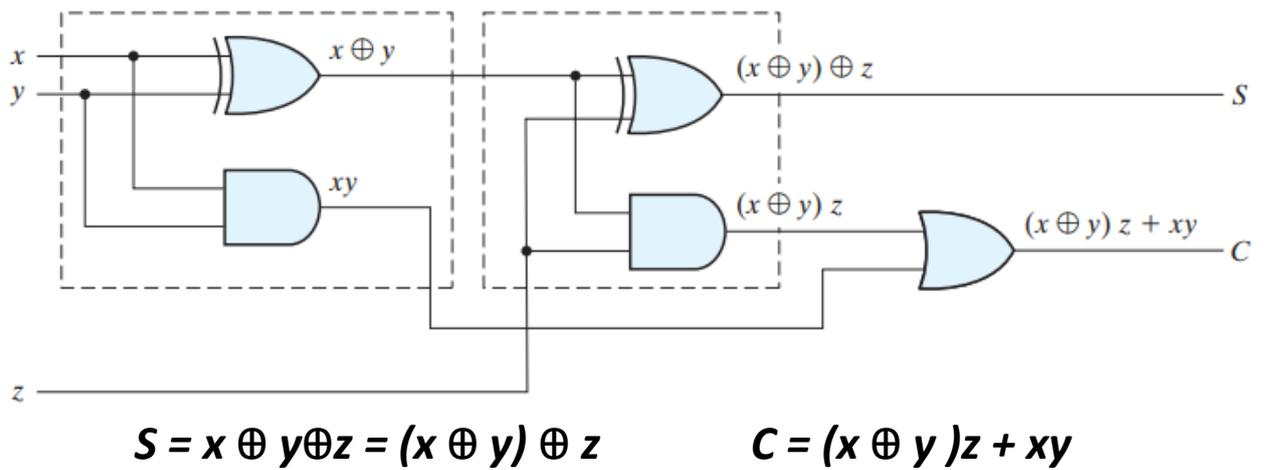 x
y
x ⊕ y
(x ⊕ y) ⊕ z
S
xy
(x ⊕ y) z
(x ⊕ y) z + xy
C
z
S = x ⊕ y⊕z = (x ⊕ y) ⊕ z
C = (x ⊕ y )z + xy